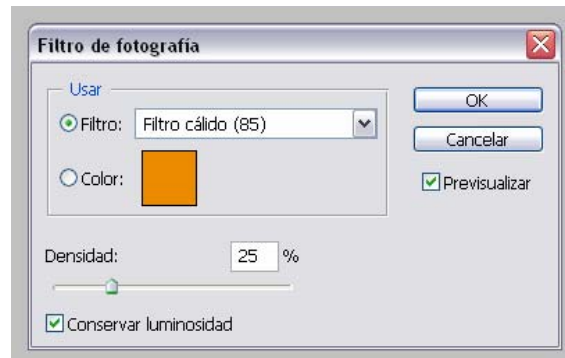 Filtro de fotografía
Usar
Filtro: Filtro cálido (85)
Color:
OK
Cancelar
Previsualizar
Densidad: 25 %
Conservar luminosidad